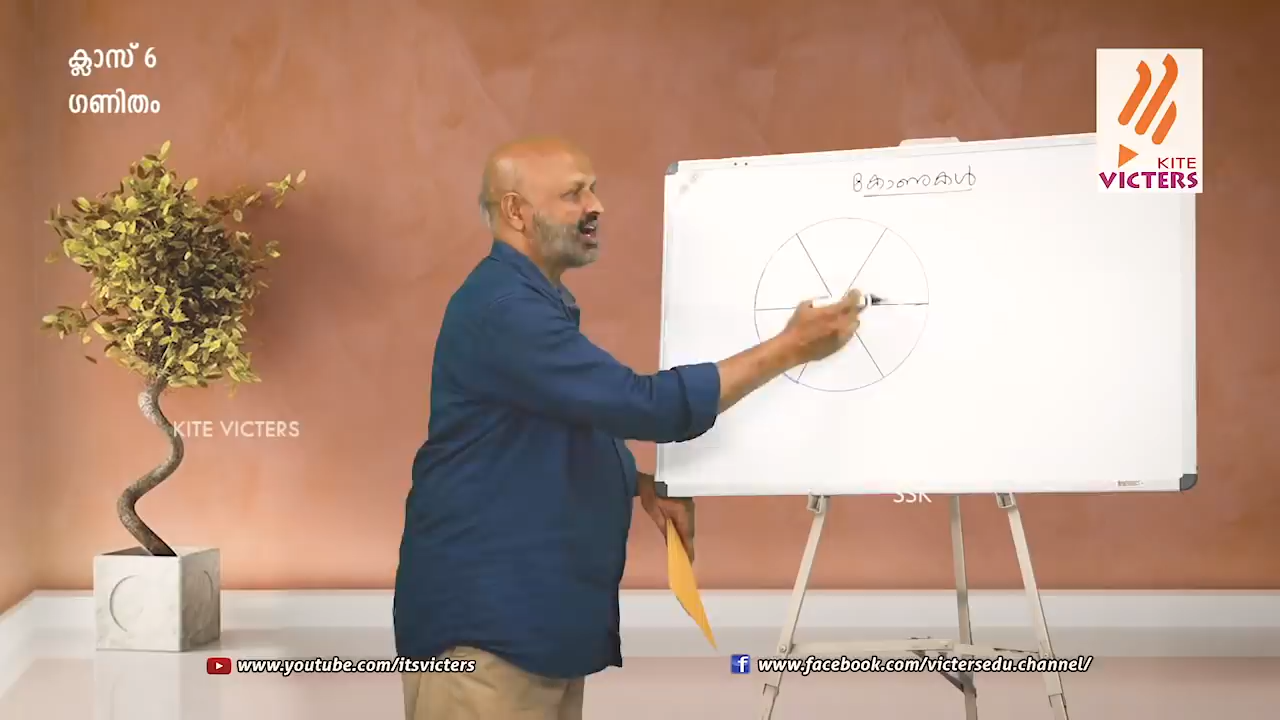 ക്ലാസ് 6
ഗണിതം
KITE
VICTERS
കോണുകൾ
KITE VICTERS
SSK
www.youtube.com/itsvicters
www.facebook.com/victersedu.channel/